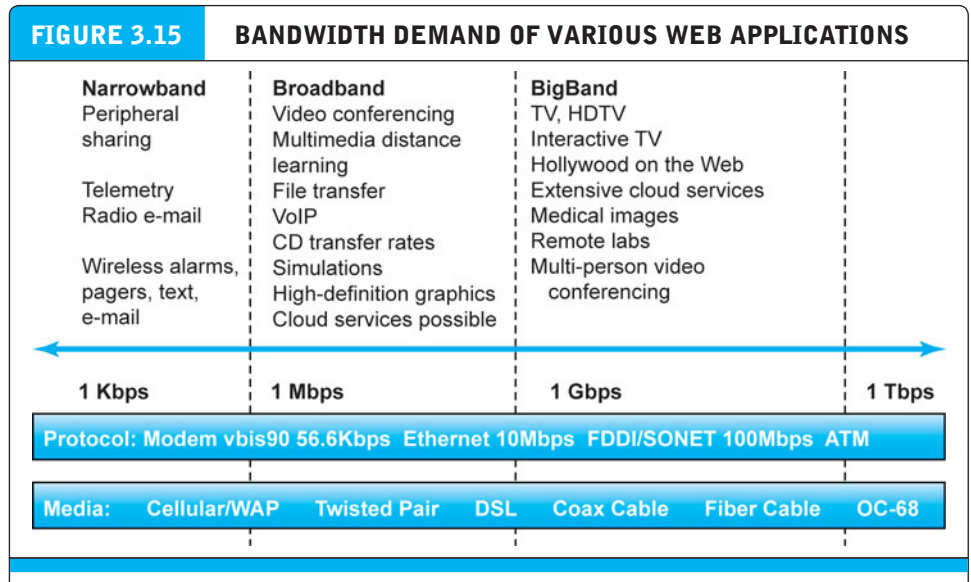 FIGURE 3.15
BANDWIDTH DEMAND OF VARIOUS WEB APPLICATIONS
Narrowband
Peripheral
sharing
Telemetry
Radio e-mail
Wireless alarms,
pagers, text,
e-mail
Broadband
Video conferencing
Multimedia distance
learning
File transfer
VoIP
CD transfer rates
Simulations
High-definition graphics
Cloud services possible
BigBand
TV, HDTV
Interactive TV
Hollywood on the Web
Extensive cloud services
Medical images
Remote labs
Multi-person video
conferencing
1 Kbps
1 Mbps
1 Gbps
1 Tbps
Protocol: Modem vbis90 56.6Kbps Ethernet 10Mbps FDDI/SONET 100Mbps ATM
Media: Cellular/WAP Twisted Pair DSL Coax Cable Fiber Cable OC-68